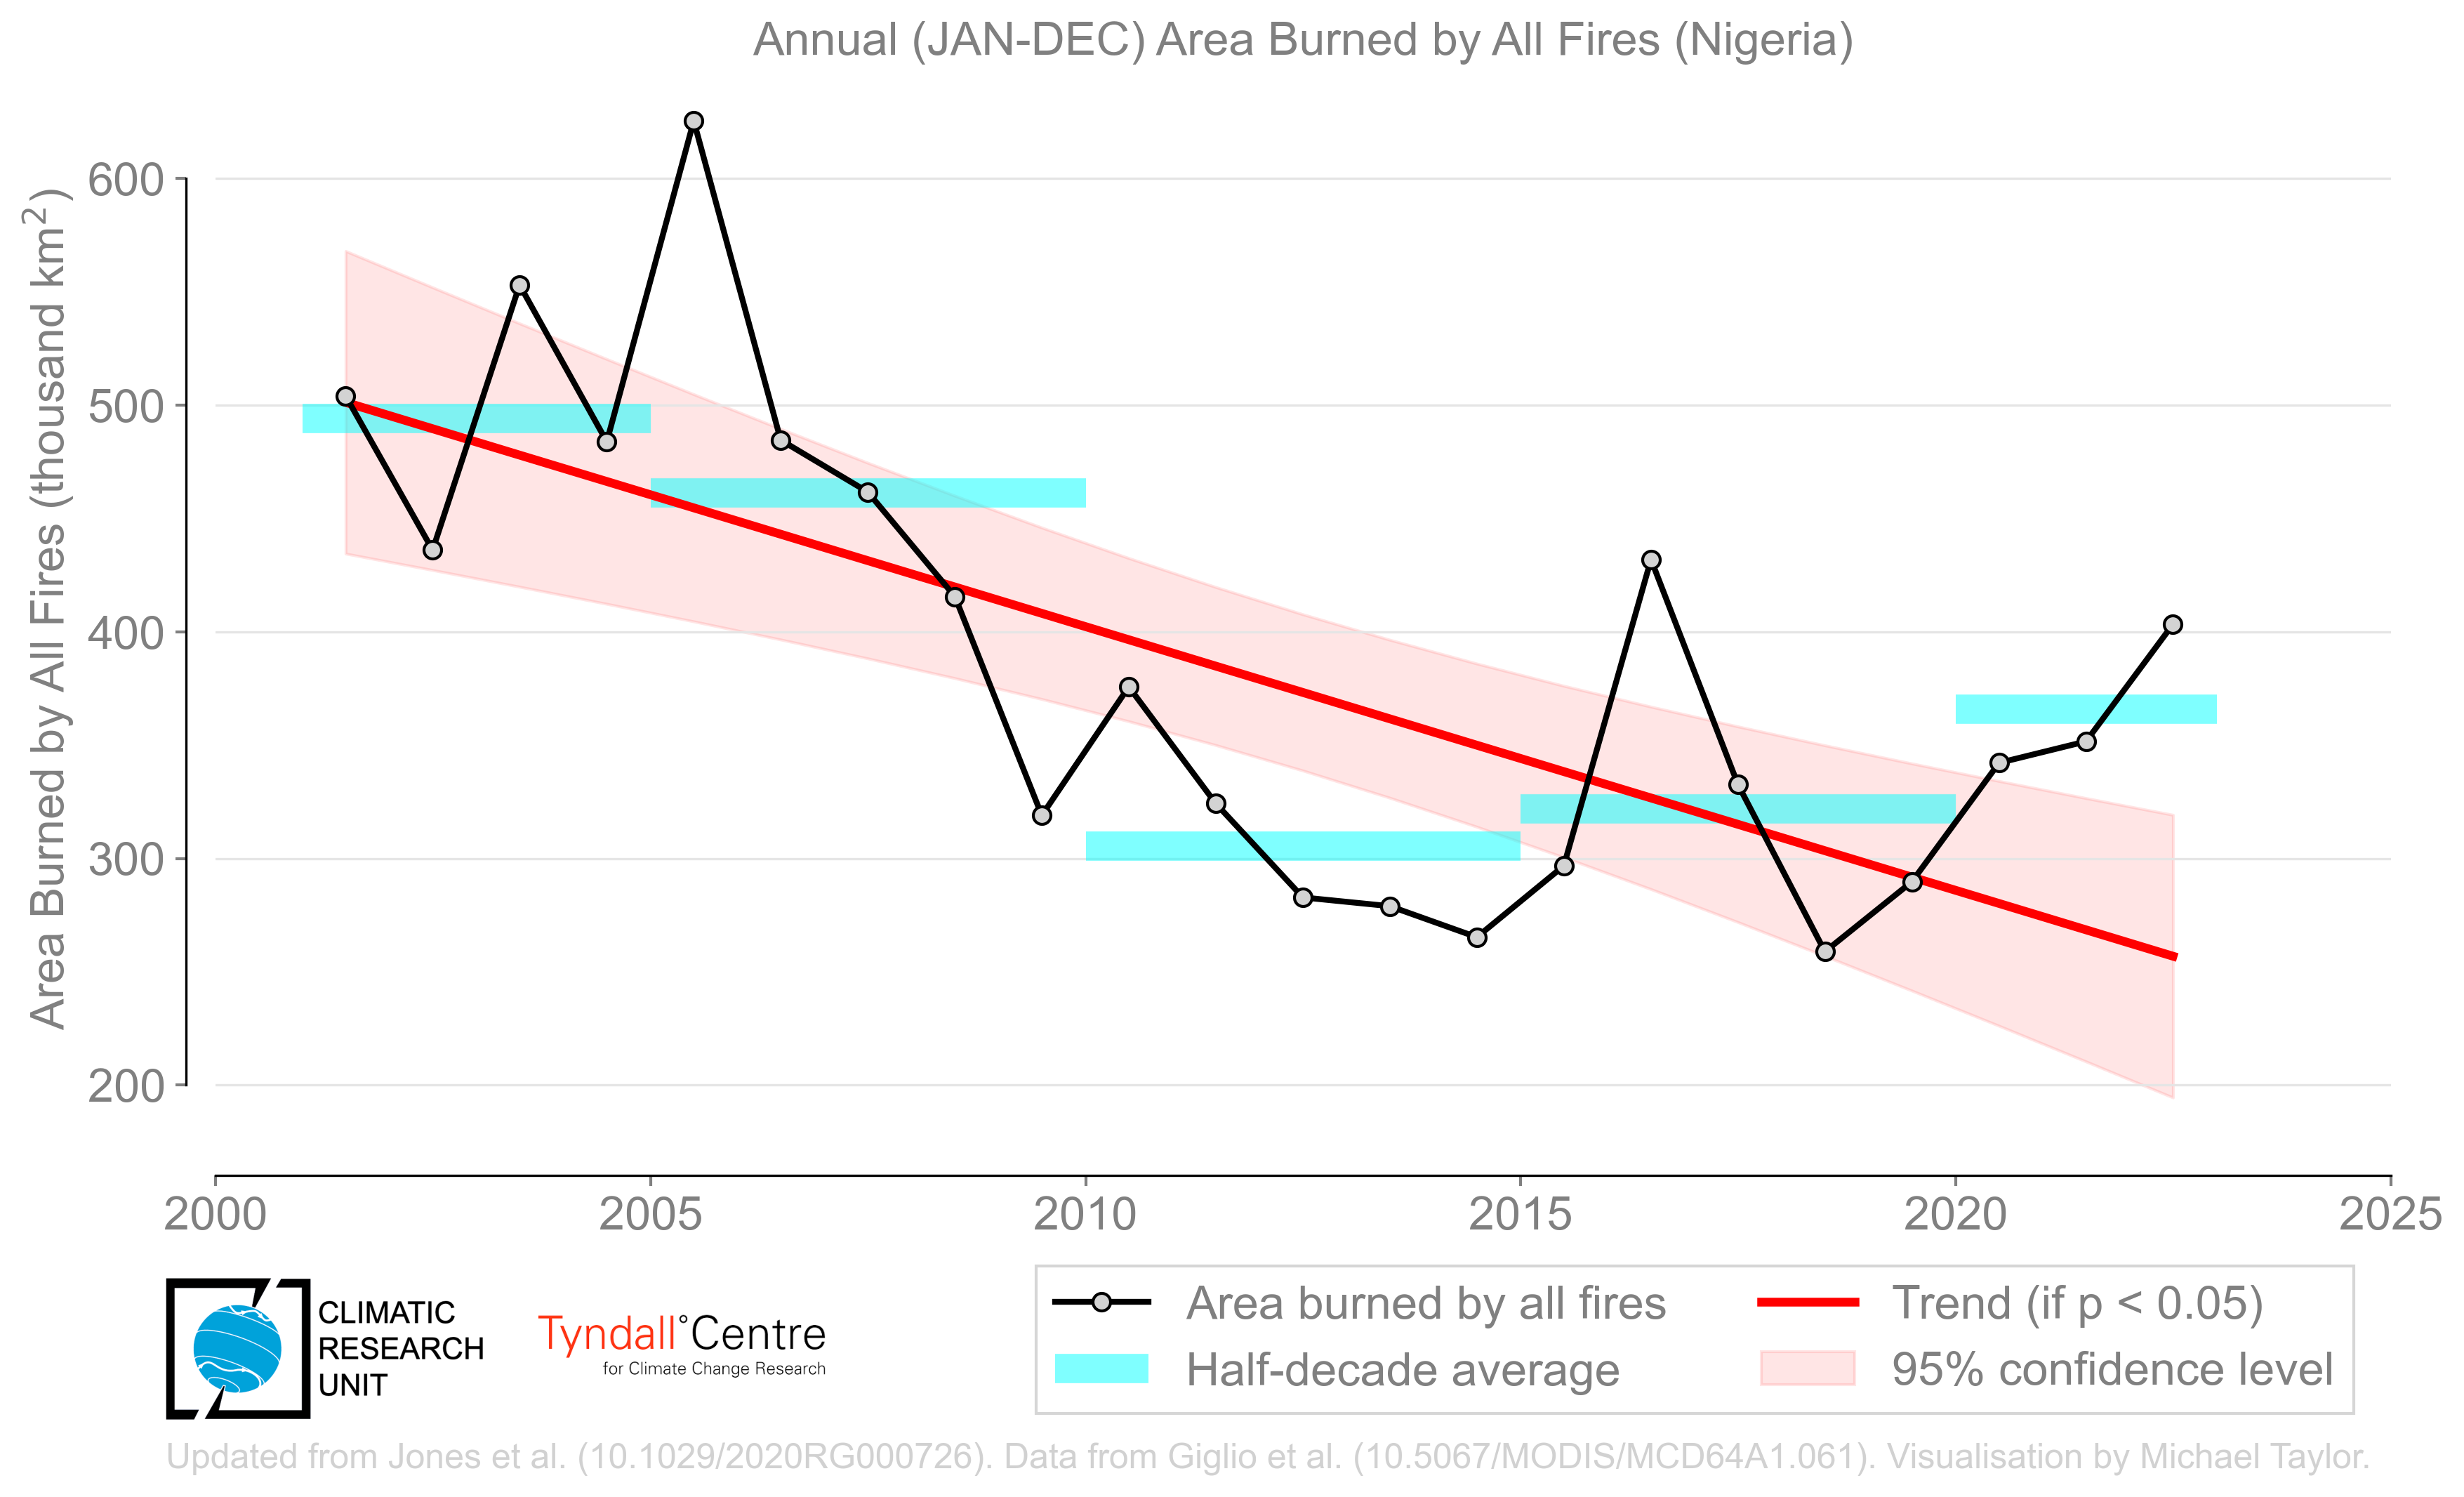 Annual (JAN-DEC) Area Burned by All Fires (Nigeria)
Area Burned by All Fires (thousand km²)
600
500
400
300
200
2000 2005 2010 2015 2020 2025
CLIMATIC
RESEARCH
UNIT
Tyndall°Centre
for Climate Change Research
Area burned by all fires
Half-decade average
Trend (if p < 0.05)
95% confidence level
Updated from Jones et al. (10.1029/2020RG000726). Data from Giglio et al. (10.5067/MODIS/MCD64A1.061). Visualisation by Michael Taylor.